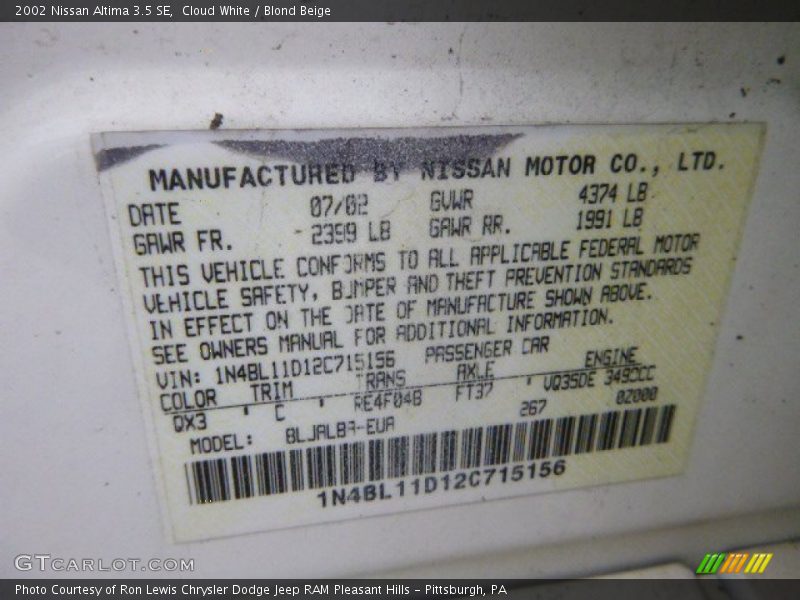 2002 Nissan Altima 3.5 SE, Cloud White / Blond Beige
MANUFACTURED BY NISSAN MOTOR CO., LTD.
DATE 07/02 GVWR 4374 LB
GAWR FR. 2399 LB GAWR RR. 1991 LB
THIS VEHICLE CONFORMS TO ALL APPLICABLE FEDERAL MOTOR
VEHICLE SAFETY, BUMPER AND THEFT PREVENTION STANDARDS
IN EFFECT ON THE DATE OF MANUFACTURE SHOWN ABOVE.
SEE OWNERS MANUAL FOR ADDITIONAL INFORMATION.
VIN: 1N4BL11D12C715156 PASSENGER CAR
COLOR TRIM TRANS AXLE ENGINE
QX3 ' C ' RE4F04B FT37 ' VQ35DE 3498CC
MODEL: 267 02000
1N4BL11D12C715156
GTCARLOT.COM
Photo Courtesy of Ron Lewis Chrysler Dodge Jeep RAM Pleasant Hills - Pittsburgh, PA